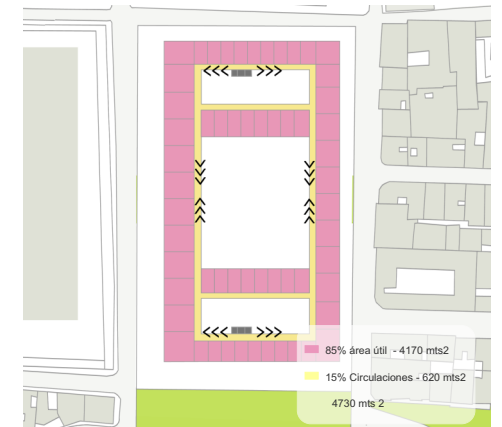 85% área útil - 4170 mts2
15% Circulaciones - 620 mts2
4730 mts 2